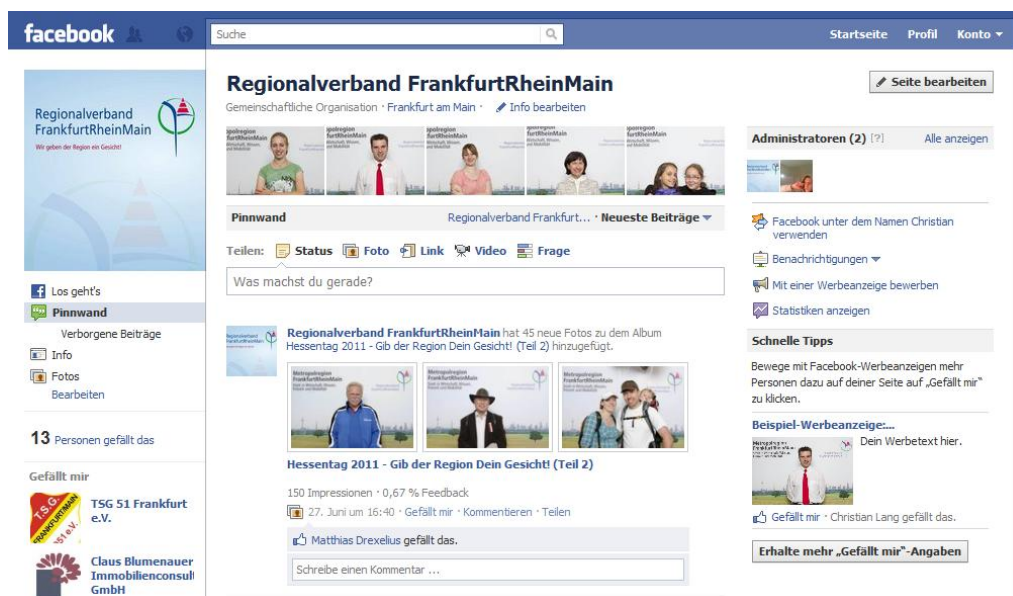 facebook
Suche
Startseite Profil Konto
Regionalverband
FrankfurtRheinMain
Wir geben der Region ein Gesicht!
Los geht's
Pinnwand
Verborgene Beiträge
Info
Fotos
Bearbeiten
13 Personen gefällt das
Gefällt mir
TSG 51 Frankfurt
e.V.
Claus Blumenauer
Immobilienconsult
GmbH
Regionalverband FrankfurtRheinMain
Gemeinschaftliche Organisation · Frankfurt am Main · Info bearbeiten
Pinnwand Regionalverband Frankfurt... · Neueste Beiträge
Teilen: Status Foto Link Video Frage
Was machst du gerade?
Regionalverband FrankfurtRheinMain hat 45 neue Fotos zu dem Album
Hessentag 2011 - Gib der Region Dein Gesicht! (Teil 2) hinzugefügt.
Metropolregion
FrankfurtRheinMain
Metropolregion
FrankfurtRheinMain
Metropolregion
FrankfurtRheinMain
Hessentag 2011 - Gib der Region Dein Gesicht! (Teil 2)
150 Impressionen · 0,67 % Feedback
27. Juni um 16:40 · Gefällt mir · Kommentieren · Teilen
Matthias Drexelius gefällt das.
Schreibe einen Kommentar ...
Seite bearbeiten
Administratoren (2) [?] Alle anzeigen
Facebook unter dem Namen Christian
verwenden
Benachrichtigungen
Mit einer Werbeanzeige bewerben
Statistiken anzeigen
Schnelle Tipps
Bewege mit Facebook-Werbeanzeigen mehr
Personen dazu auf deiner Seite auf „Gefällt mir"
zu klicken.
Beispiel-Werbeanzeige:...
Dein Werbetext hier.
Gefällt mir · Christian Lang gefällt das.
Erhalte mehr „Gefällt mir"-Angaben